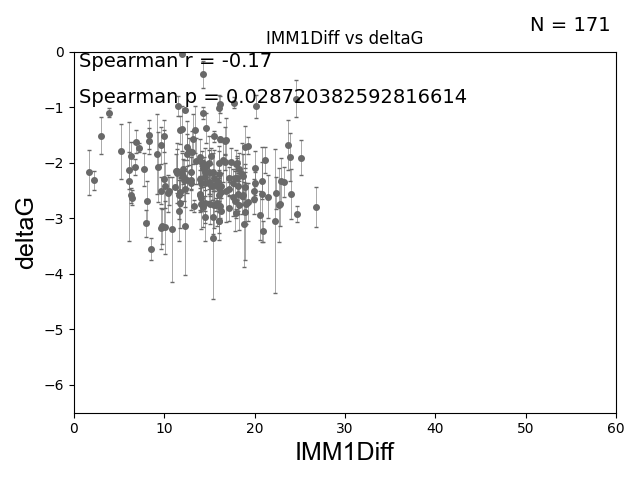 N = 171
IMM1Diff vs deltaG
Spearman r = -0.17
Spearman p = 0.028720382592816614
0
−1
−2
−3
−4
−5
−6
deltaG
0 10 20 30 40 50 60
IMM1Diff